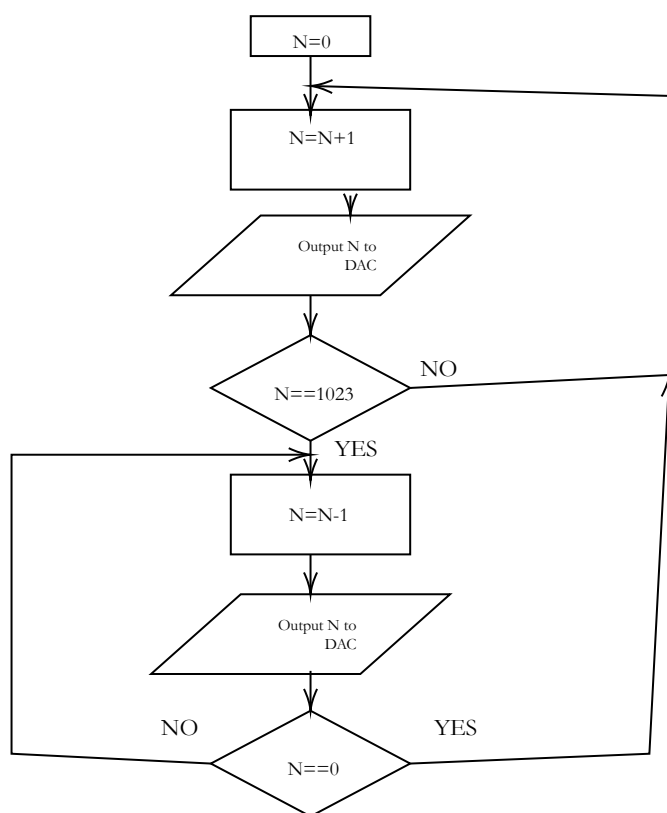 N=0
N=N+1
Output N to
DAC
N==1023
NO
YES
N=N-1
Output N to
DAC
NO
YES
N==0